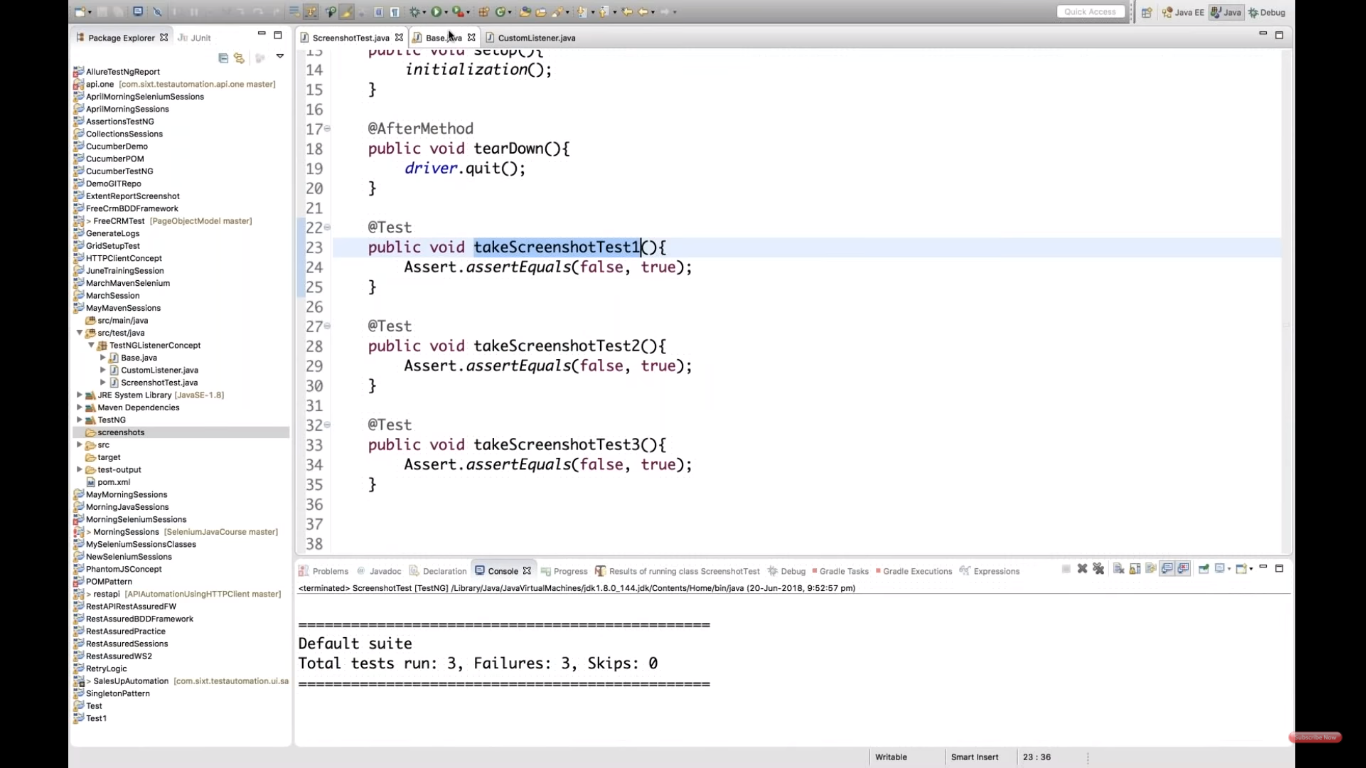 Quick Access
Java EE
Java
Debug
Package Explorer
JUnit
ScreenshotTest.java
Base.java
CustomListener.java
AllureTestNgReport
api.one [com.sixt.testautomation.api.one master]
AprilMorningSeleniumSessions
AprilMorningSessions
AssertionsTestNG
CollectionsSessions
CucumberDemo
CucumberPOM
CucumberTestNG
DemoGITRepo
ExtentReportScreenshot
FreeCrmBDDFramework
> FreeCRMTest [PageObjectModel master]
GenerateLogs
GridSetupTest
HTTPClientConcept
JuneTrainingSession
MarchMavenSelenium
MarchSession
MayMavenSessions
src/main/java
src/test/java
TestNGListenerConcept
Base.java
CustomListener.java
ScreenshotTest.java
JRE System Library [JavaSE-1.8]
Maven Dependencies
TestNG
screenshots
src
target
test-output
pom.xml
MayMorningSessions
MorningJavaSessions
MorningSeleniumSessions
> MorningSessions [SeleniumJavaCourse master]
MySeleniumSessionsClasses
NewSeleniumSessions
PhantomJSConcept
POMPattern
> restapi [APIAutomationUsingHTTPClient master]
RestAPIRestAssuredFW
RestAssuredBDDFramework
RestAssuredPractice
RestAssuredSessions
RestAssuredWS2
RetryLogic
> SalesUpAutomation [com.sixt.testautomation.ui.sa
SingletonPattern
Test
Test1
13 public void setup(){
14 initialization();
15 }
16
17 @AfterMethod
18 public void tearDown(){
19 driver.quit();
20 }
21
22 @Test
23 public void takeScreenshotTest1(){
24 Assert.assertEquals(false, true);
25 }
26
27 @Test
28 public void takeScreenshotTest2(){
29 Assert.assertEquals(false, true);
30 }
31
32 @Test
33 public void takeScreenshotTest3(){
34 Assert.assertEquals(false, true);
35 }
36
37
38
Problems
Javadoc
Declaration
Console
Progress
Results of running class ScreenshotTest
Debug
Gradle Tasks
Gradle Executions
Expressions
<terminated> ScreenshotTest [TestNG] /Library/Java/JavaVirtualMachines/jdk1.8.0_144.jdk/Contents/Home/bin/java (20-Jun-2018, 9:52:57 pm)
===============================================
Default suite
Total tests run: 3, Failures: 3, Skips: 0
===============================================
Subscribe Now
Writable
Smart Insert
23 : 36